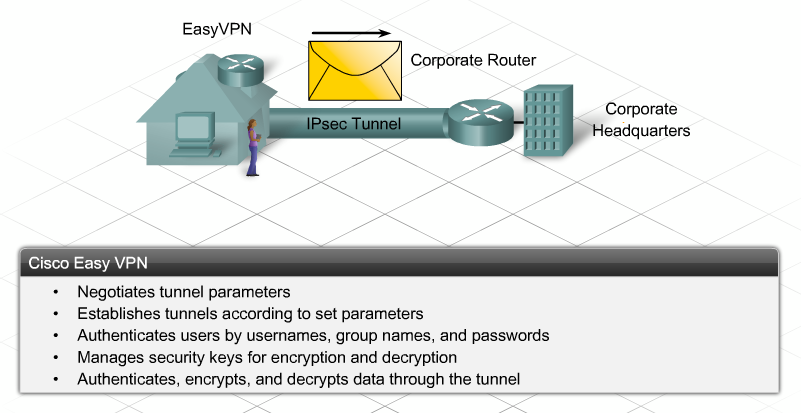 EasyVPN
Corporate Router
IPsec Tunnel
Corporate
Headquarters
Cisco Easy VPN
• Negotiates tunnel parameters
• Establishes tunnels according to set parameters
• Authenticates users by usernames, group names, and passwords
• Manages security keys for encryption and decryption
• Authenticates, encrypts, and decrypts data through the tunnel